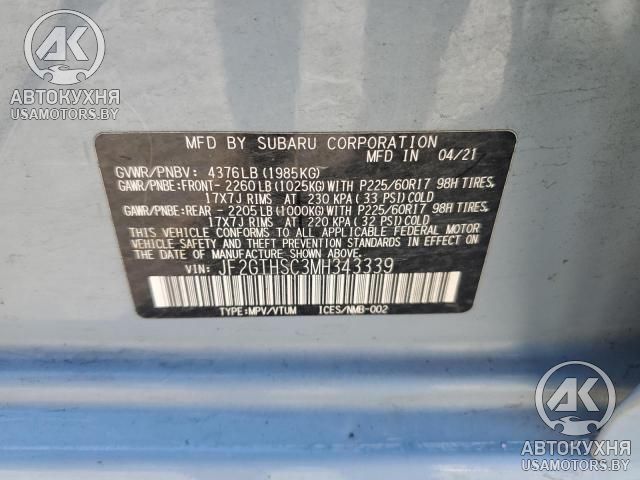 AK
АВТОКУХНЯ
USAMOTORS.BY
MFD BY SUBARU CORPORATION
MFD IN 04/21
GVWR/PNBV: 4376LB (1985KG)
GAWR/PNBE:FRONT- 2260LB (1025KG) WITH P225/60R17 98H TIRES,
17X7J RIMS AT 230 KPA (33 PSI) COLD
GAWR/PNBE:REAR - 2205LB (1000KG) WITH P225/60R17 98H TIRES,
17X7J RIMS AT 220 KPA (32 PSI) COLD
THIS VEHICLE CONFORMS TO ALL APPLICABLE FEDERAL MOTOR
VEHICLE SAFETY AND THEFT PREVENTION STANDARDS IN EFFECT ON
THE DATE OF MANUFACTURE SHOWN ABOVE.
VIN: JF2GTHSC3MH343339
TYPE:MPV/VTUM ICES/NMB-002
AK
АВТОКУХНЯ
USAMOTORS.BY